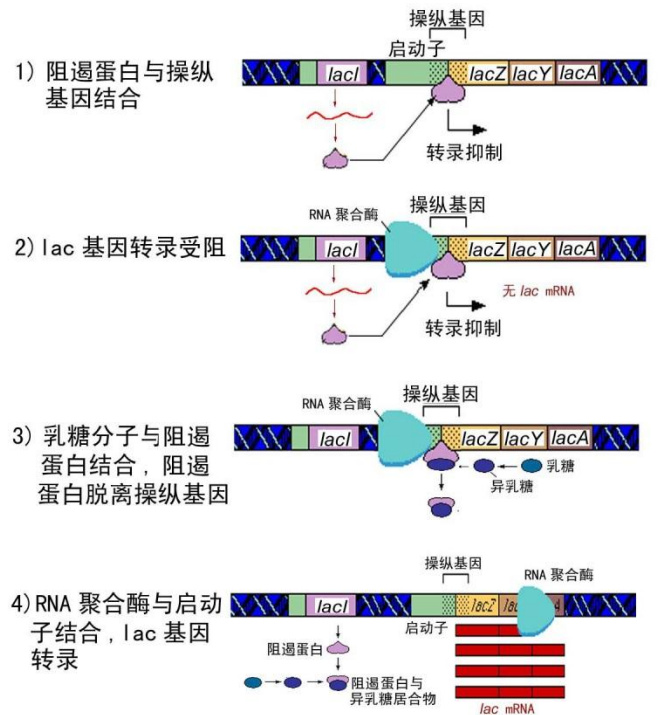 操纵基因
启动子
1) 阻遏蛋白与操纵
基因结合
lacI
lacZ lacY lacA
转录抑制
操纵基因
RNA 聚合酶
2) lac 基因转录受阻
lacI
lacZ lacY lacA
无 lac mRNA
转录抑制
操纵基因
RNA 聚合酶
3) 乳糖分子与阻遏
蛋白结合，阻遏
蛋白脱离操纵基因
lacI
lacZ lacY lacA
乳糖
异乳糖
操纵基因
RNA 聚合酶
4) RNA 聚合酶与启动
子结合，lac 基因
转录
lacI
lacZ
启动子
阻遏蛋白
阻遏蛋白与
异乳糖居合物
lac mRNA